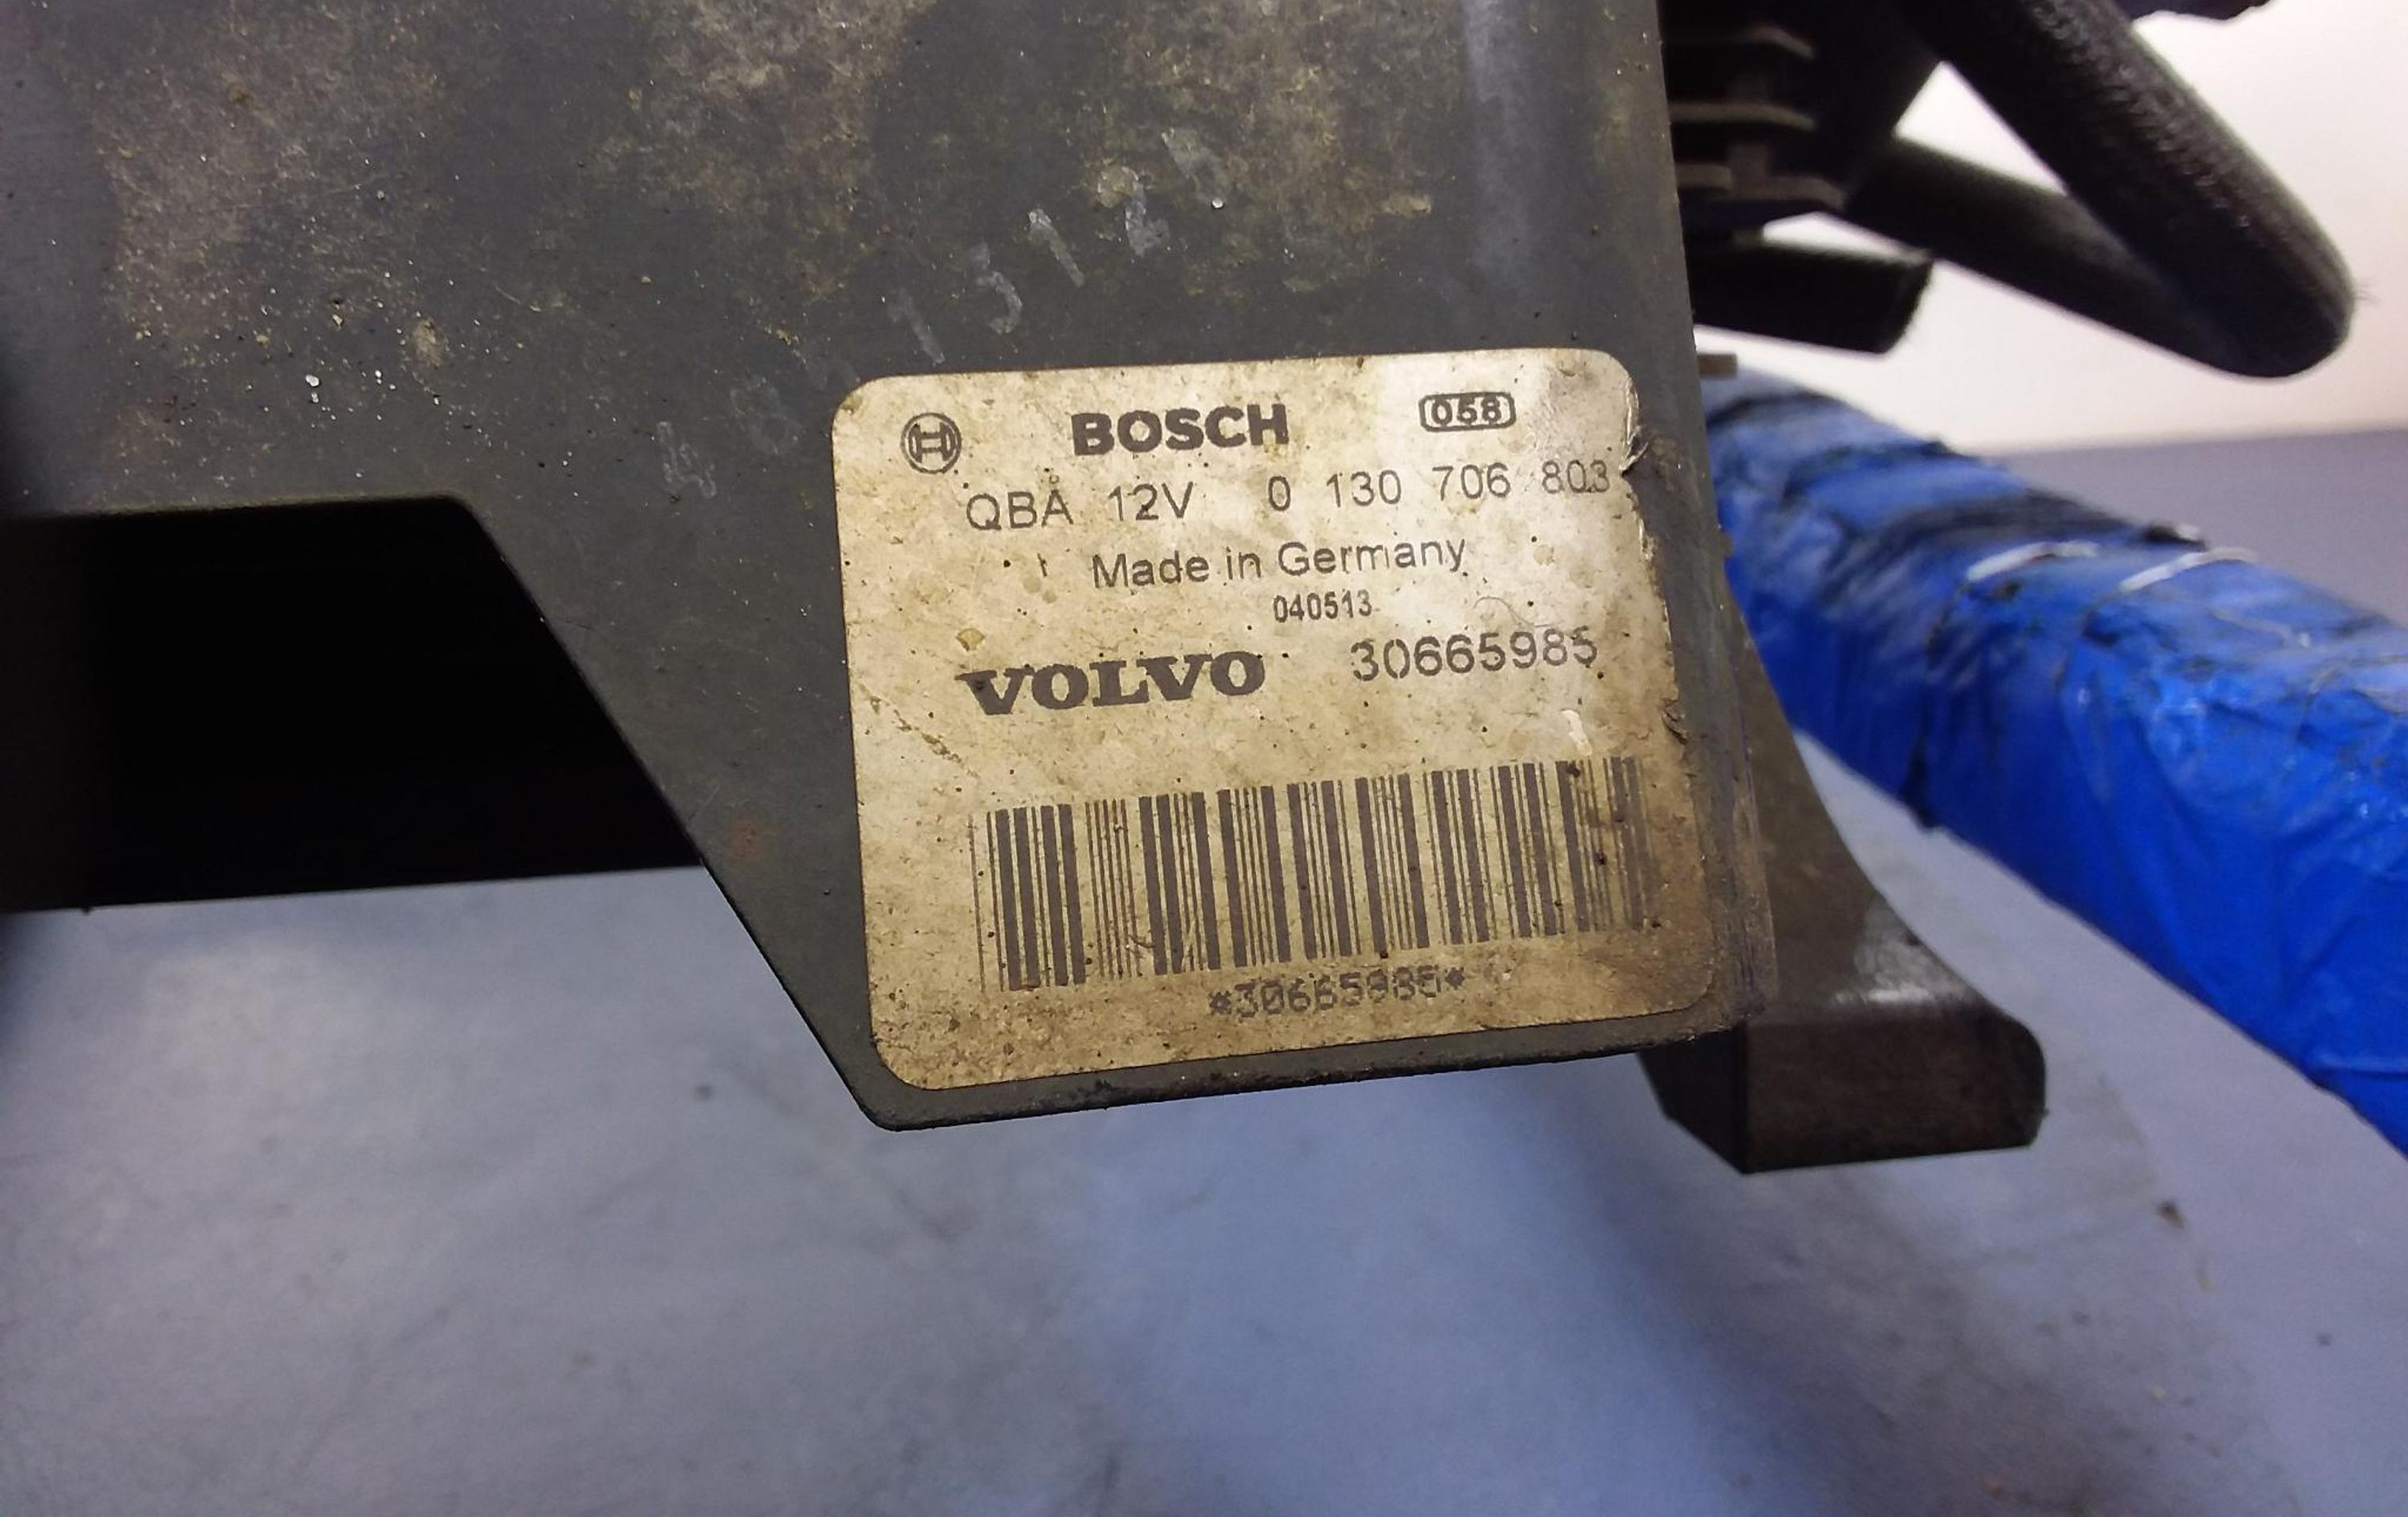 BOSCH 058
QBA 12V 0 130 706 803
Made in Germany
040513
VOLVO 30665985
*30665985*